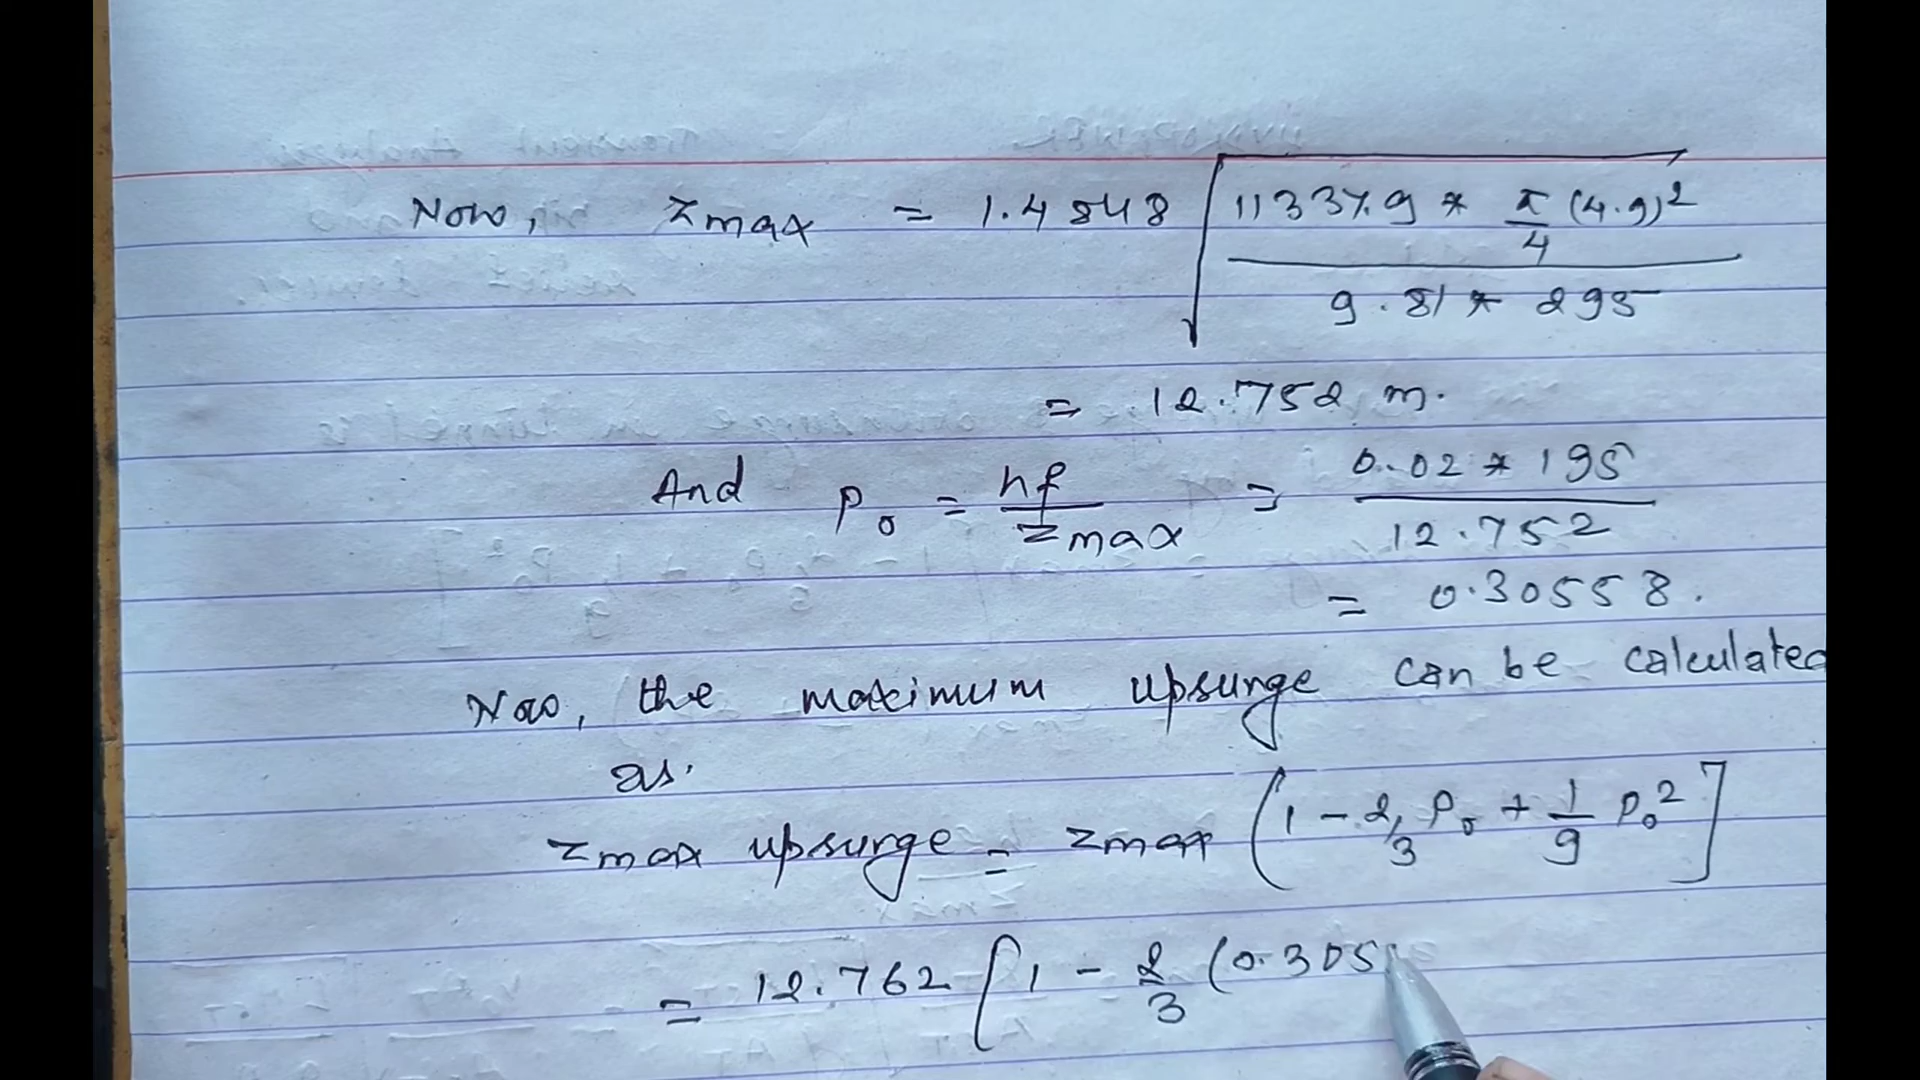 Now, zmax = 1.4848 √ 11337.9 * π/4 (4.9)²
9.81 * 295
= 12.752 m.
And P₀ = hf / zmax = 0.02 * 195 / 12.752
= 0.30558.
Now, the maximum upsurge can be calculated
as.
zmax upsurge = zmax [1 - 2/3 P₀ + 1/9 P₀²]
= 12.762 [1 - 2/3 (0.305